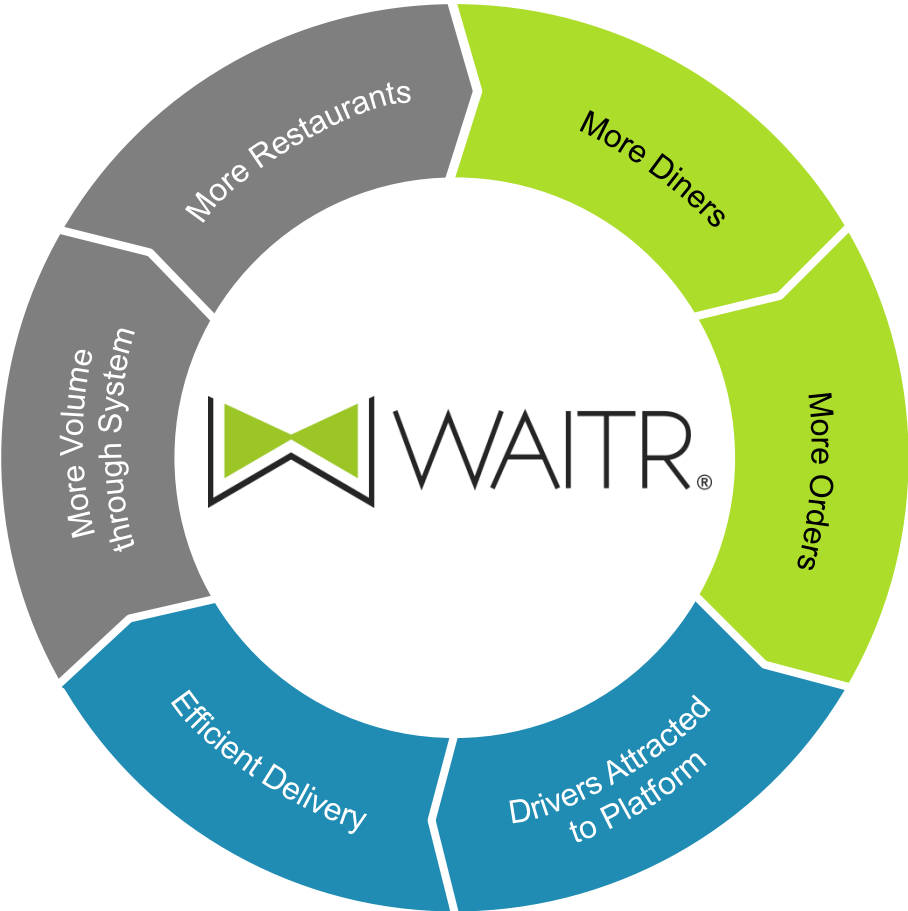 More Restaurants
More Diners
More Orders
Drivers Attracted
to Platform
Efficient Delivery
More Volume
through System
WAITR®